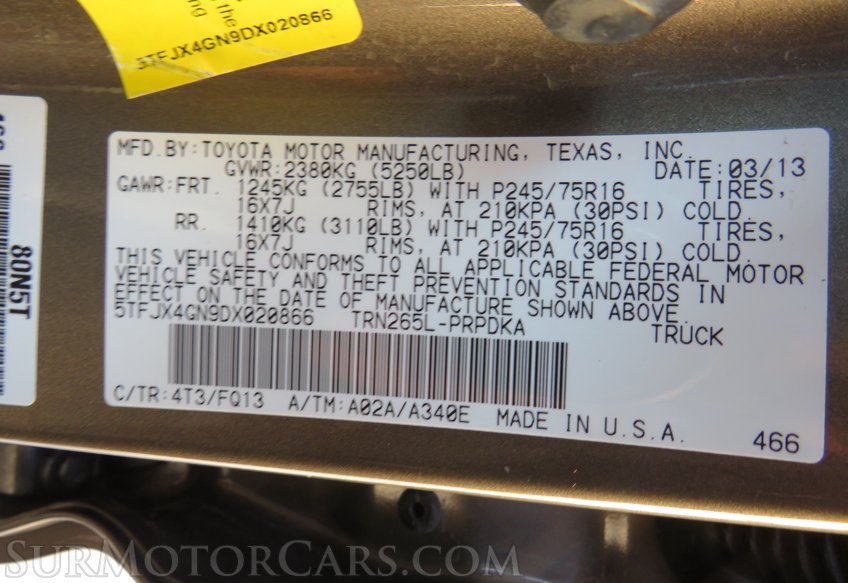 the
5TFJX4GN9DX020866
80N5T
MFD.BY:TOYOTA MOTOR MANUFACTURING, TEXAS, INC.
GVWR:2380KG (5250LB) DATE:03/13
GAWR:FRT. 1245KG (2755LB) WITH P245/75R16 TIRES,
16X7J RIMS, AT 210KPA (30PSI) COLD.
RR. 1410KG (3110LB) WITH P245/75R16 TIRES,
16X7J RIMS, AT 210KPA (30PSI) COLD.
THIS VEHICLE CONFORMS TO ALL APPLICABLE FEDERAL MOTOR
VEHICLE SAFETY AND THEFT PREVENTION STANDARDS IN
EFFECT ON THE DATE OF MANUFACTURE SHOWN ABOVE.
5TFJX4GN9DX020866 TRN265L-PRPDKA TRUCK
C/TR:4T3/FQ13 A/TM:A02A/A340E MADE IN U.S.A. 466
SURMOTORCARS.COM